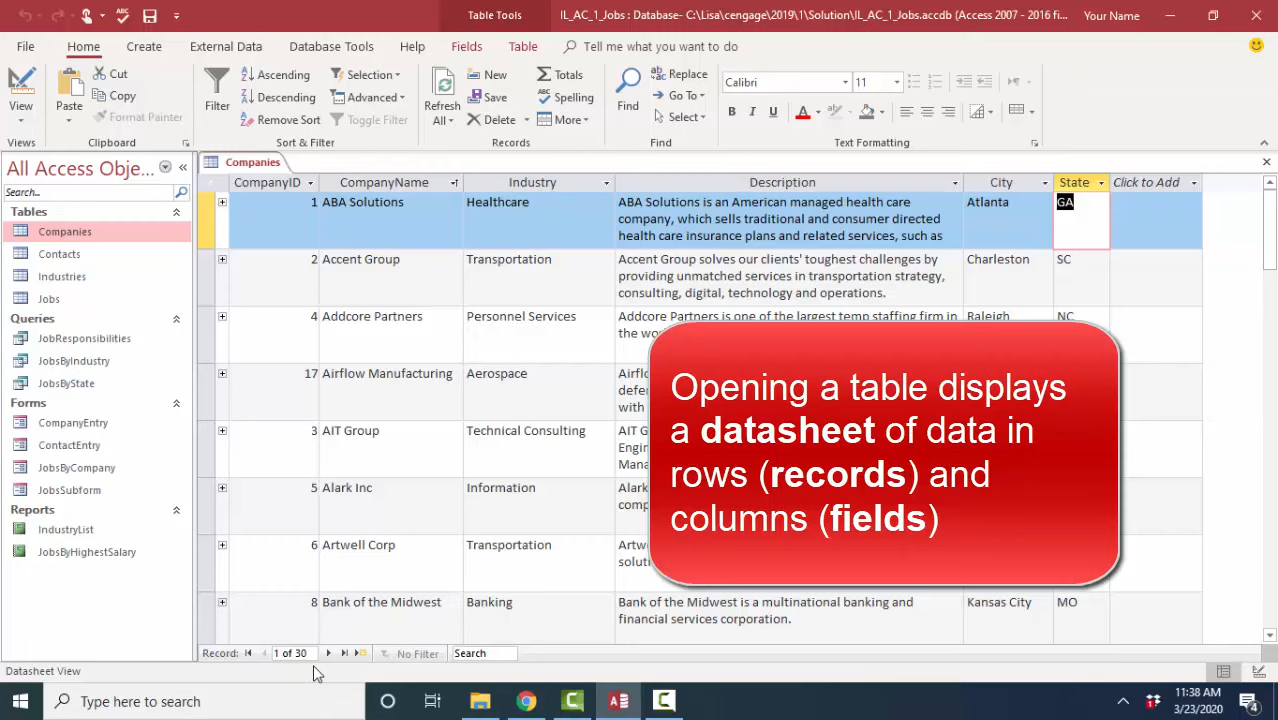 Table Tools
IL_AC_1_Jobs : Database- C:\Lisa\cengage\2019\1\Solution\IL_AC_1_Jobs.accdb (Access 2007 - 2016 fi...
Your Name
File Home Create External Data Database Tools Help Fields Table Tell me what you want to do
View
Views
Paste
Cut
Copy
Format Painter
Clipboard
Filter
Ascending
Descending
Remove Sort
Selection
Advanced
Toggle Filter
Sort & Filter
Refresh
All
New
Save
Delete
Totals
Spelling
More
Records
Find
Replace
Go To
Select
Find
Calibri 11
B I U A
Text Formatting
All Access Obje...
Search...
Tables
Companies
Contacts
Industries
Jobs
Queries
JobResponsibilities
JobsByIndustry
JobsByState
Forms
CompanyEntry
ContactEntry
JobsByCompany
JobsSubform
Reports
IndustryList
JobsByHighestSalary
Companies
CompanyID CompanyName Industry Description City State Click to Add
1 ABA Solutions Healthcare ABA Solutions is an American managed health care Atlanta GA
company, which sells traditional and consumer directed
health care insurance plans and related services, such as
2 Accent Group Transportation Accent Group solves our clients' toughest challenges by Charleston SC
providing unmatched services in transportation strategy,
consulting, digital, technology and operations.
4 Addcore Partners Personnel Services Addcore Partners is one of the largest temp staffing firm in Raleigh NC
the
17 Airflow Manufacturing Aerospace
with
3 AIT Group Technical Consulting AIT
5 Alark Inc Information Alark
6 Artwell Corp Transportation
8 Bank of the Midwest Banking Bank of the Midwest is a multinational banking and Kansas City MO
financial services corporation.
Opening a table displays
a datasheet of data in
rows (records) and
columns (fields)
Record: 1 of 30 No Filter Search
Datasheet View
Type here to search
11:38 AM
3/23/2020
4